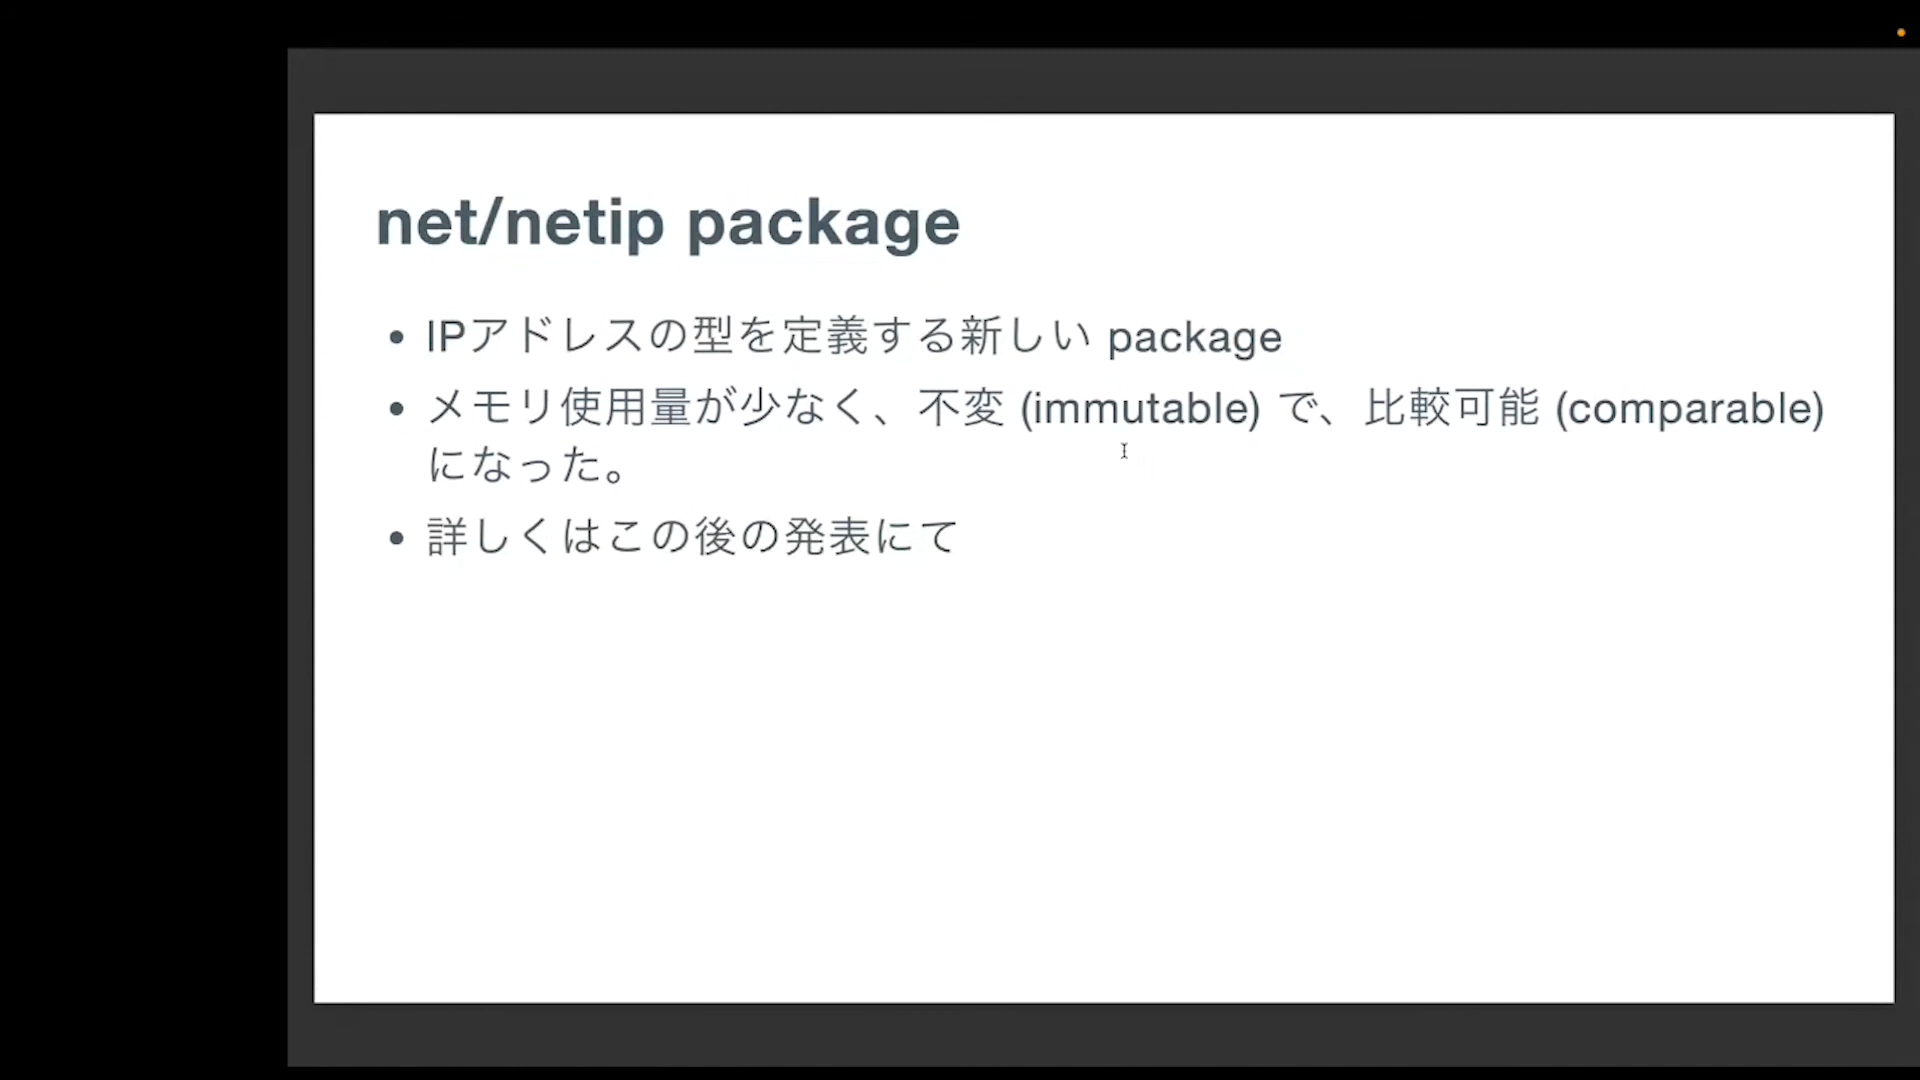 net/netip package
• IPアドレスの型を定義する新しい package
• メモリ使用量が少なく、不変 (immutable) で、比較可能 (comparable)
になった。
• 詳しくはこの後の発表にて